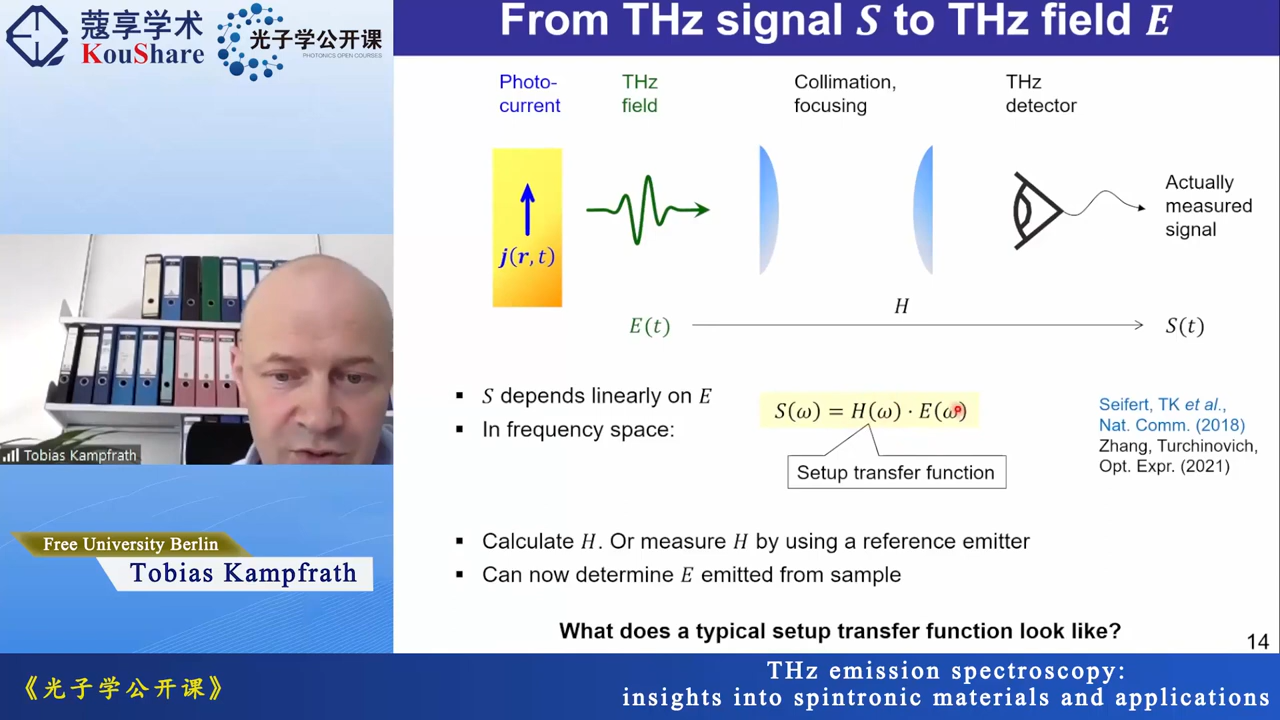 蔻享学术
KouShare
光子学公开课
PHOTONICS OPEN COURSES
From THz signal S to THz field E
Photo-
current
THz
field
Collimation,
focusing
THz
detector
j(r,t)
Actually
measured
signal
H
E(t)
S(t)
▪ S depends linearly on E
▪ In frequency space:
S(ω) = H(ω) · E(ω)
Setup transfer function
Seifert, TK et al.,
Nat. Comm. (2018)
Zhang, Turchinovich,
Opt. Expr. (2021)
▪ Calculate H. Or measure H by using a reference emitter
▪ Can now determine E emitted from sample
What does a typical setup transfer function look like?
14
Tobias Kampfrath
Free University Berlin
Tobias Kampfrath
《光子学公开课》
THz emission spectroscopy:
insights into spintronic materials and applications